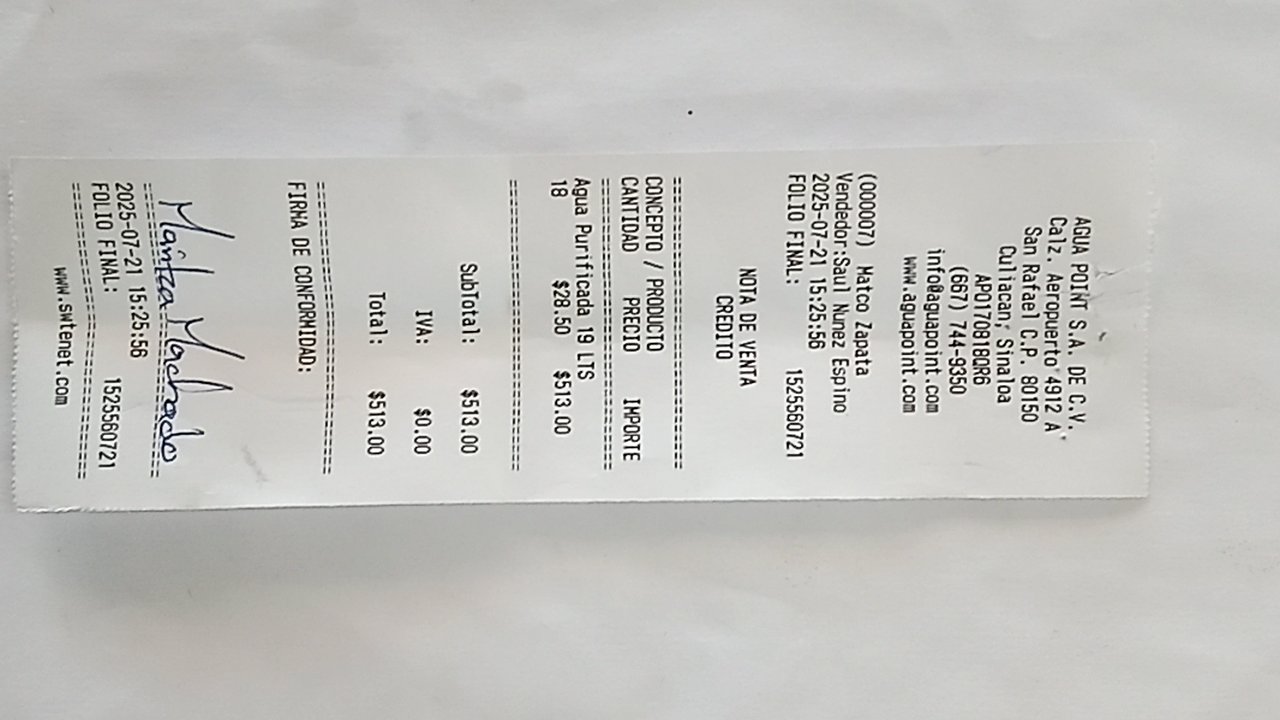 AGUA POINT S.A. DE C.V.
Calz. Aeropuerto 4912 A
San Rafael C.P. 80150
Culiacan; Sinaloa
APO170818QR6
(667) 744-9350
info@aguapoint.com
www.aguapoint.com
NOTA DE VENTA
CREDITO
(000007) Matco Zapata
Vendedor:Saul Nunez Espino
2025-07-21 15:25:56
FOLIO FINAL: 1525560721
CONCEPTO / PRODUCTO
CANTIDAD PRECIO IMPORTE
Agua Purificada 19 LTS
18 $28.50 $513.00
SubTotal: $513.00
IVA: $0.00
Total: $513.00
FIRMA DE CONFORMIDAD:
Maritza Machado
2025-07-21 15:25:56
FOLIO FINAL: 1525560721
www.swtenet.com